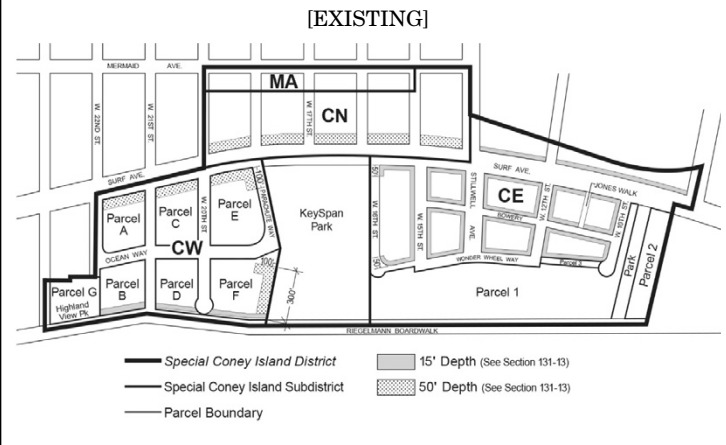 [EXISTING]
MERMAID AVE.
MA
CN
W. 22ND ST.
W. 21ST ST.
W. 17TH ST.
SURF AVE.
SURF AVE.
JONES WALK
Parcel A
Parcel C
Parcel E
W. 20TH ST.
100'
PARACHUTE WAY
KeySpan Park
50'
W. 16TH ST.
W. 15TH ST.
STILLWELL AVE.
CE
BOWERY
W. 12TH ST.
W. 10TH ST.
CW
OCEAN WAY
WONDER WHEEL WAY
Parcel G
Highland View Pk
Parcel B
Parcel D
Parcel F
100'
300'
Parcel 1
Park
Parcel 2
RIEGELMANN BOARDWALK
Special Coney Island District
Special Coney Island Subdistrict
Parcel Boundary
15' Depth (See Section 131-13)
50' Depth (See Section 131-13)